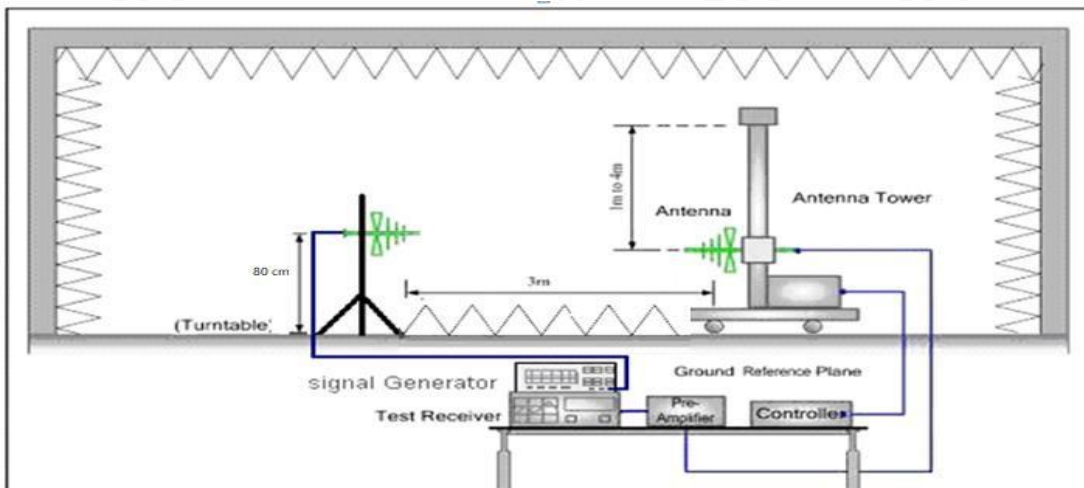 1m to 4m
Antenna
Antenna Tower
80 cm
3m
(Turntable)
signal Generator
Ground Reference Plane
Test Receiver
Pre-
Amplifier
Controller